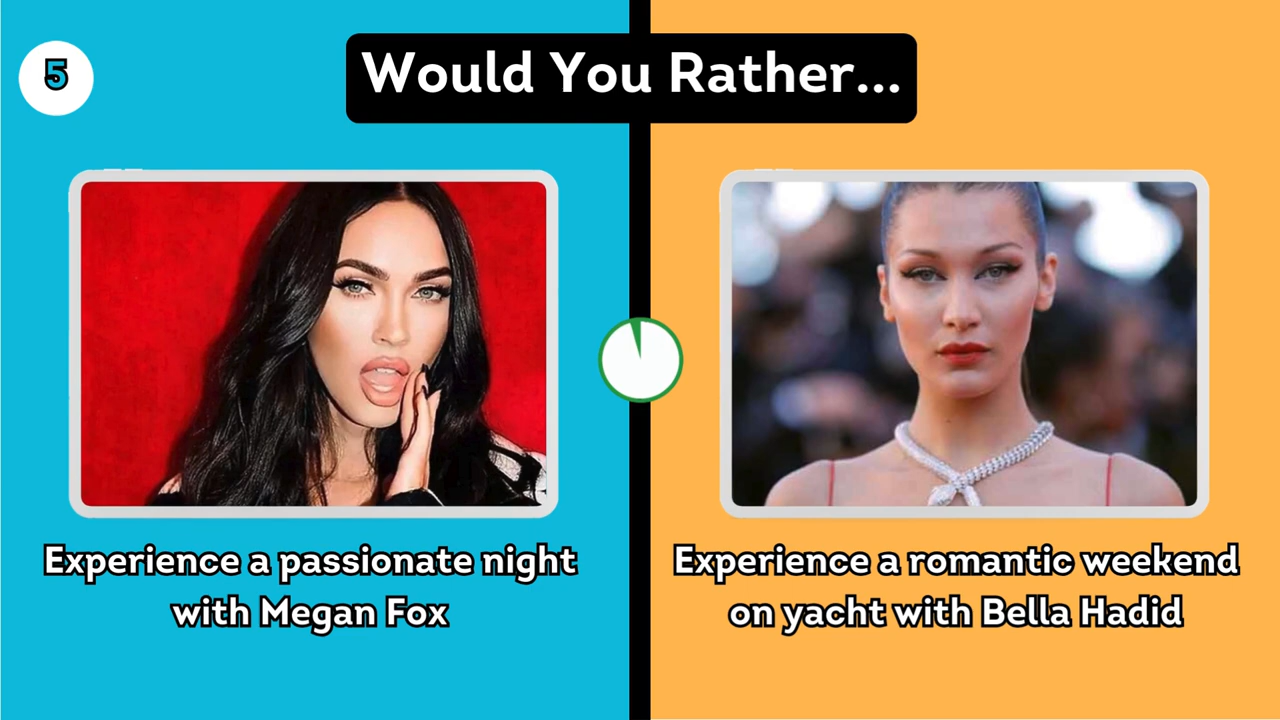 5
Would You Rather...
Experience a passionate night
with Megan Fox
Experience a romantic weekend
on yacht with Bella Hadid